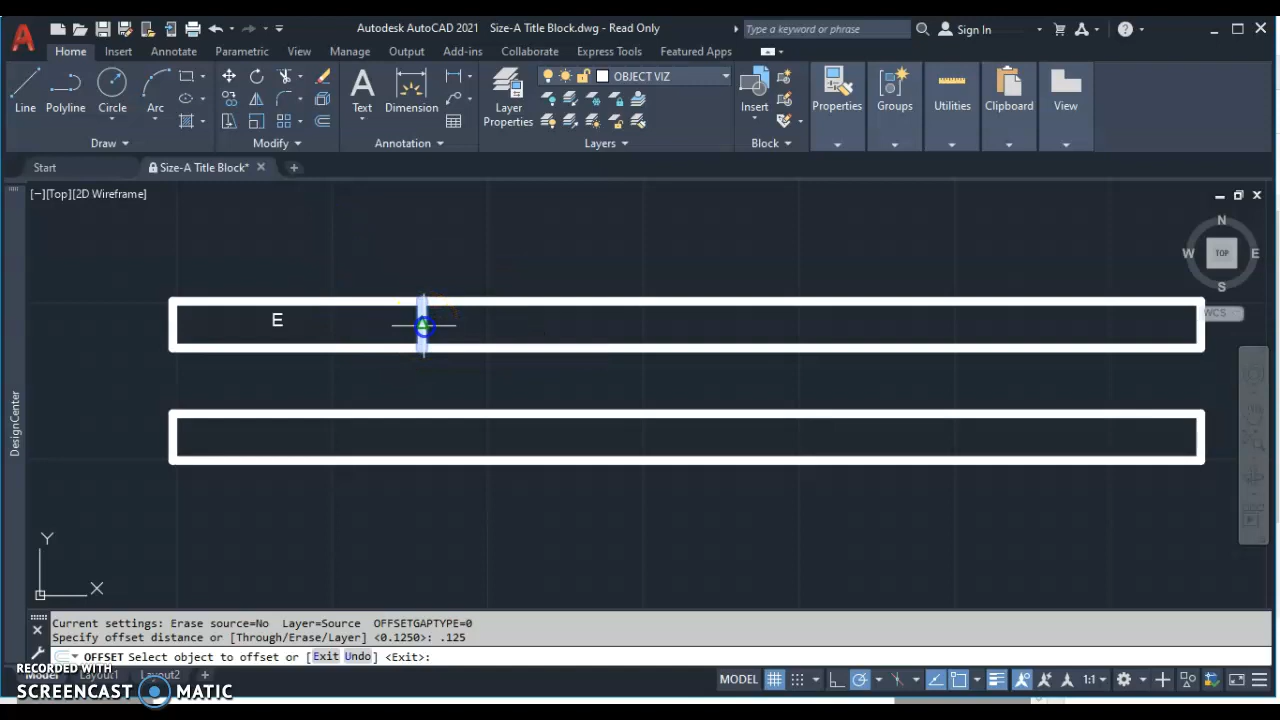 Autodesk AutoCAD 2021 Size-A Title Block.dwg - Read Only
Type a keyword or phrase
Sign In
Home Insert Annotate Parametric View Manage Output Add-ins Collaborate Express Tools Featured Apps
Line Polyline Circle Arc
Draw
Modify
Text Dimension
Annotation
Layer Properties
OBJECT VIZ
Layers
Insert
Block
Properties
Groups
Utilities
Clipboard
View
Start
Size-A Title Block*
[−][Top][2D Wireframe]
N
W TOP E
S
WCS
E
DesignCenter
Y
X
Current settings: Erase source=No Layer=Source OFFSETGAPTYPE=0
Specify offset distance or [Through/Erase/Layer] <0.1250>: .125
OFFSET Select object to offset or [Exit Undo] <Exit>:
Model Layout1 Layout2 +
MODEL
1:1
RECORDED WITH
SCREENCAST MATIC